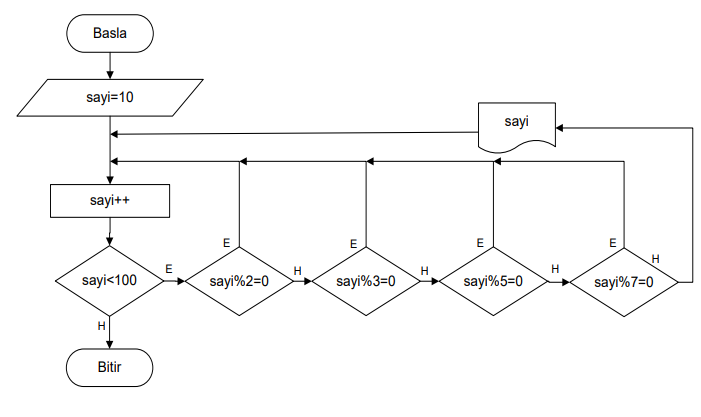 Basla
sayi=10
sayi
sayi++
E
E
E
E
H
sayi<100
E
sayi%2=0
H
sayi%3=0
H
sayi%5=0
H
sayi%7=0
H
Bitir